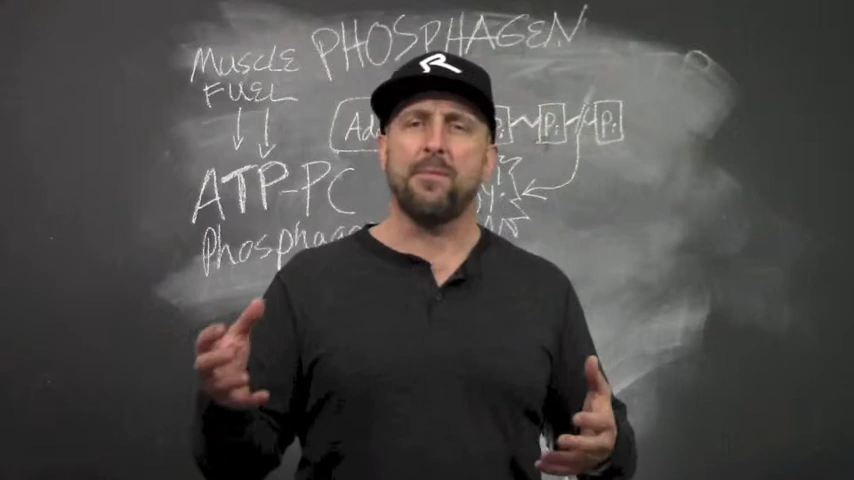 PHOSPHAGEN
MUSCLE
FUEL
R
Ad
Pi Pi
ATP-PC